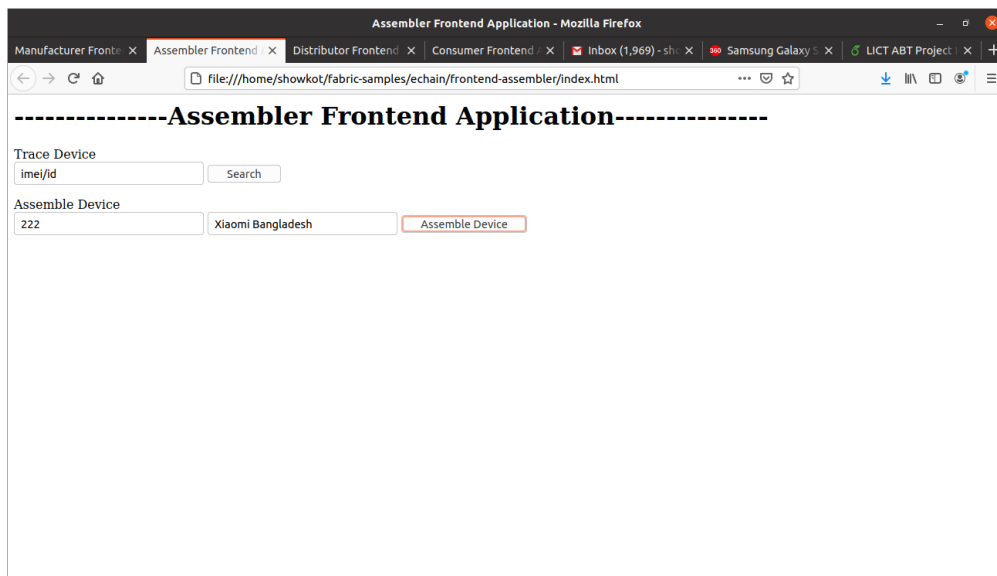 Assembler Frontend Application - Mozilla Firefox
Manufacturer Fronte Assembler Frontend Distributor Frontend Consumer Frontend Inbox (1,969) - sho 360 Samsung Galaxy S LICT ABT Project
file:///home/showkot/fabric-samples/echain/frontend-assembler/index.html
---------------Assembler Frontend Application---------------
Trace Device
imei/id Search
Assemble Device
222 Xiaomi Bangladesh Assemble Device